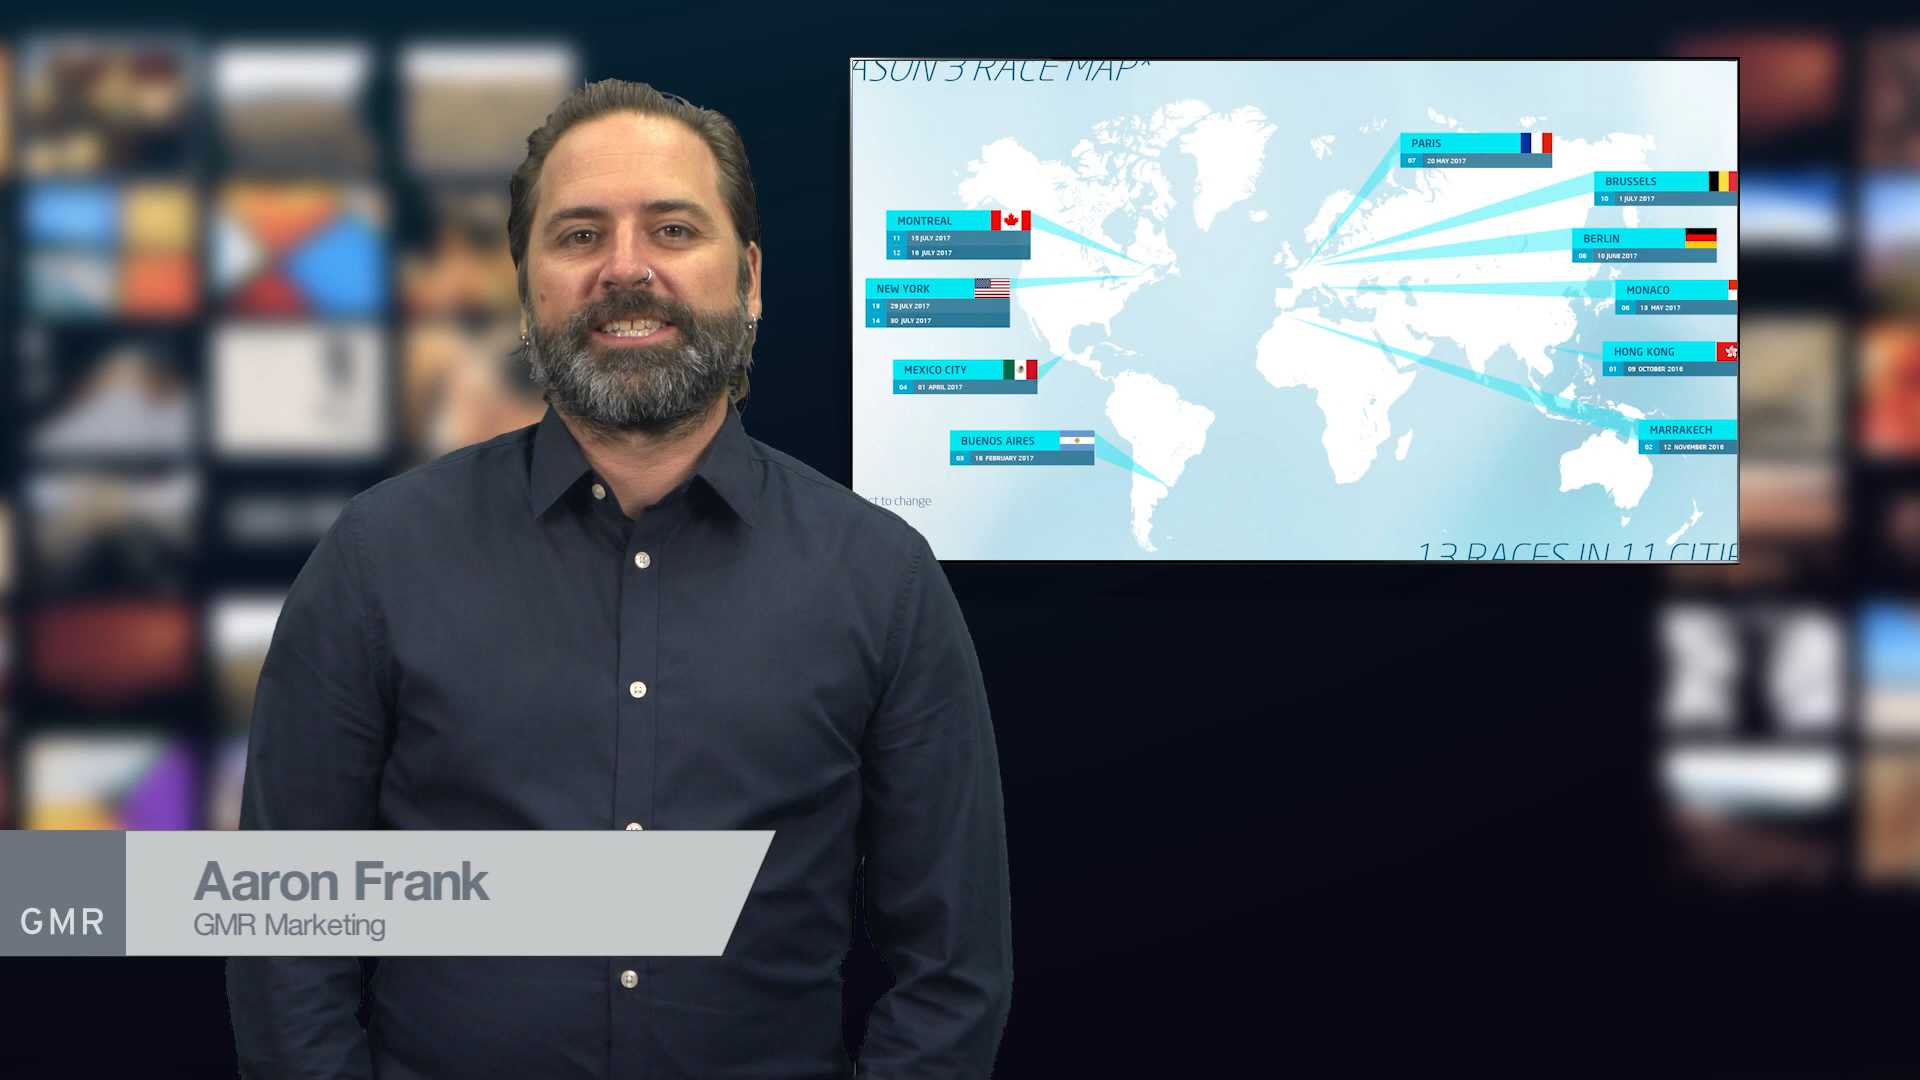 ASON 3 RACE MAP*
PARIS
07 20 MAY 2017
BRUSSELS
10 1 JULY 2017
MONTREAL
11 15 JULY 2017
12 16 JULY 2017
BERLIN
08 10 JUNE 2017
NEW YORK
13 29 JULY 2017
14 30 JULY 2017
MONACO
06 13 MAY 2017
HONG KONG
01 09 OCTOBER 2016
MEXICO CITY
04 01 APRIL 2017
MARRAKECH
02 12 NOVEMBER 2016
BUENOS AIRES
03 18 FEBRUARY 2017
ct to change
13 RACES IN 11 CITIE
Aaron Frank
GMR
GMR Marketing